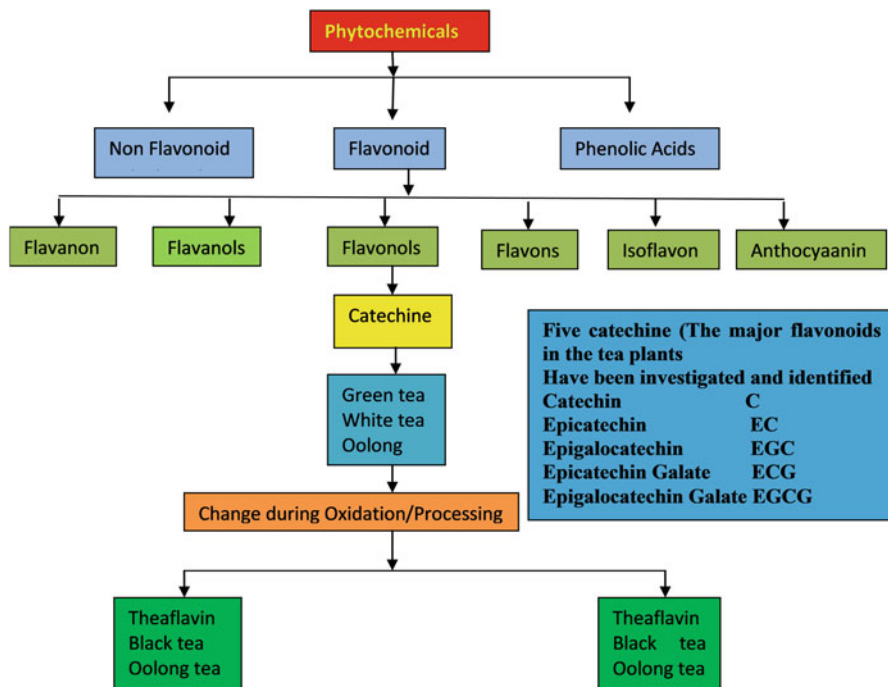 Phytochemicals
Non Flavonoid
Flavonoid
Phenolic Acids
Flavanon
Flavanols
Flavonols
Flavons
Isoflavon
Anthocyaanin
Catechine
Five catechine (The major flavonoids
in the tea plants
Have been investigated and identified
Catechin C
Epicatechin EC
Epigalocatechin EGC
Epicatechin Galate ECG
Epigalocatechin Galate EGCG
Green tea
White tea
Oolong
Change during Oxidation/Processing
Theaflavin
Black tea
Oolong tea
Theaflavin
Black tea
Oolong tea